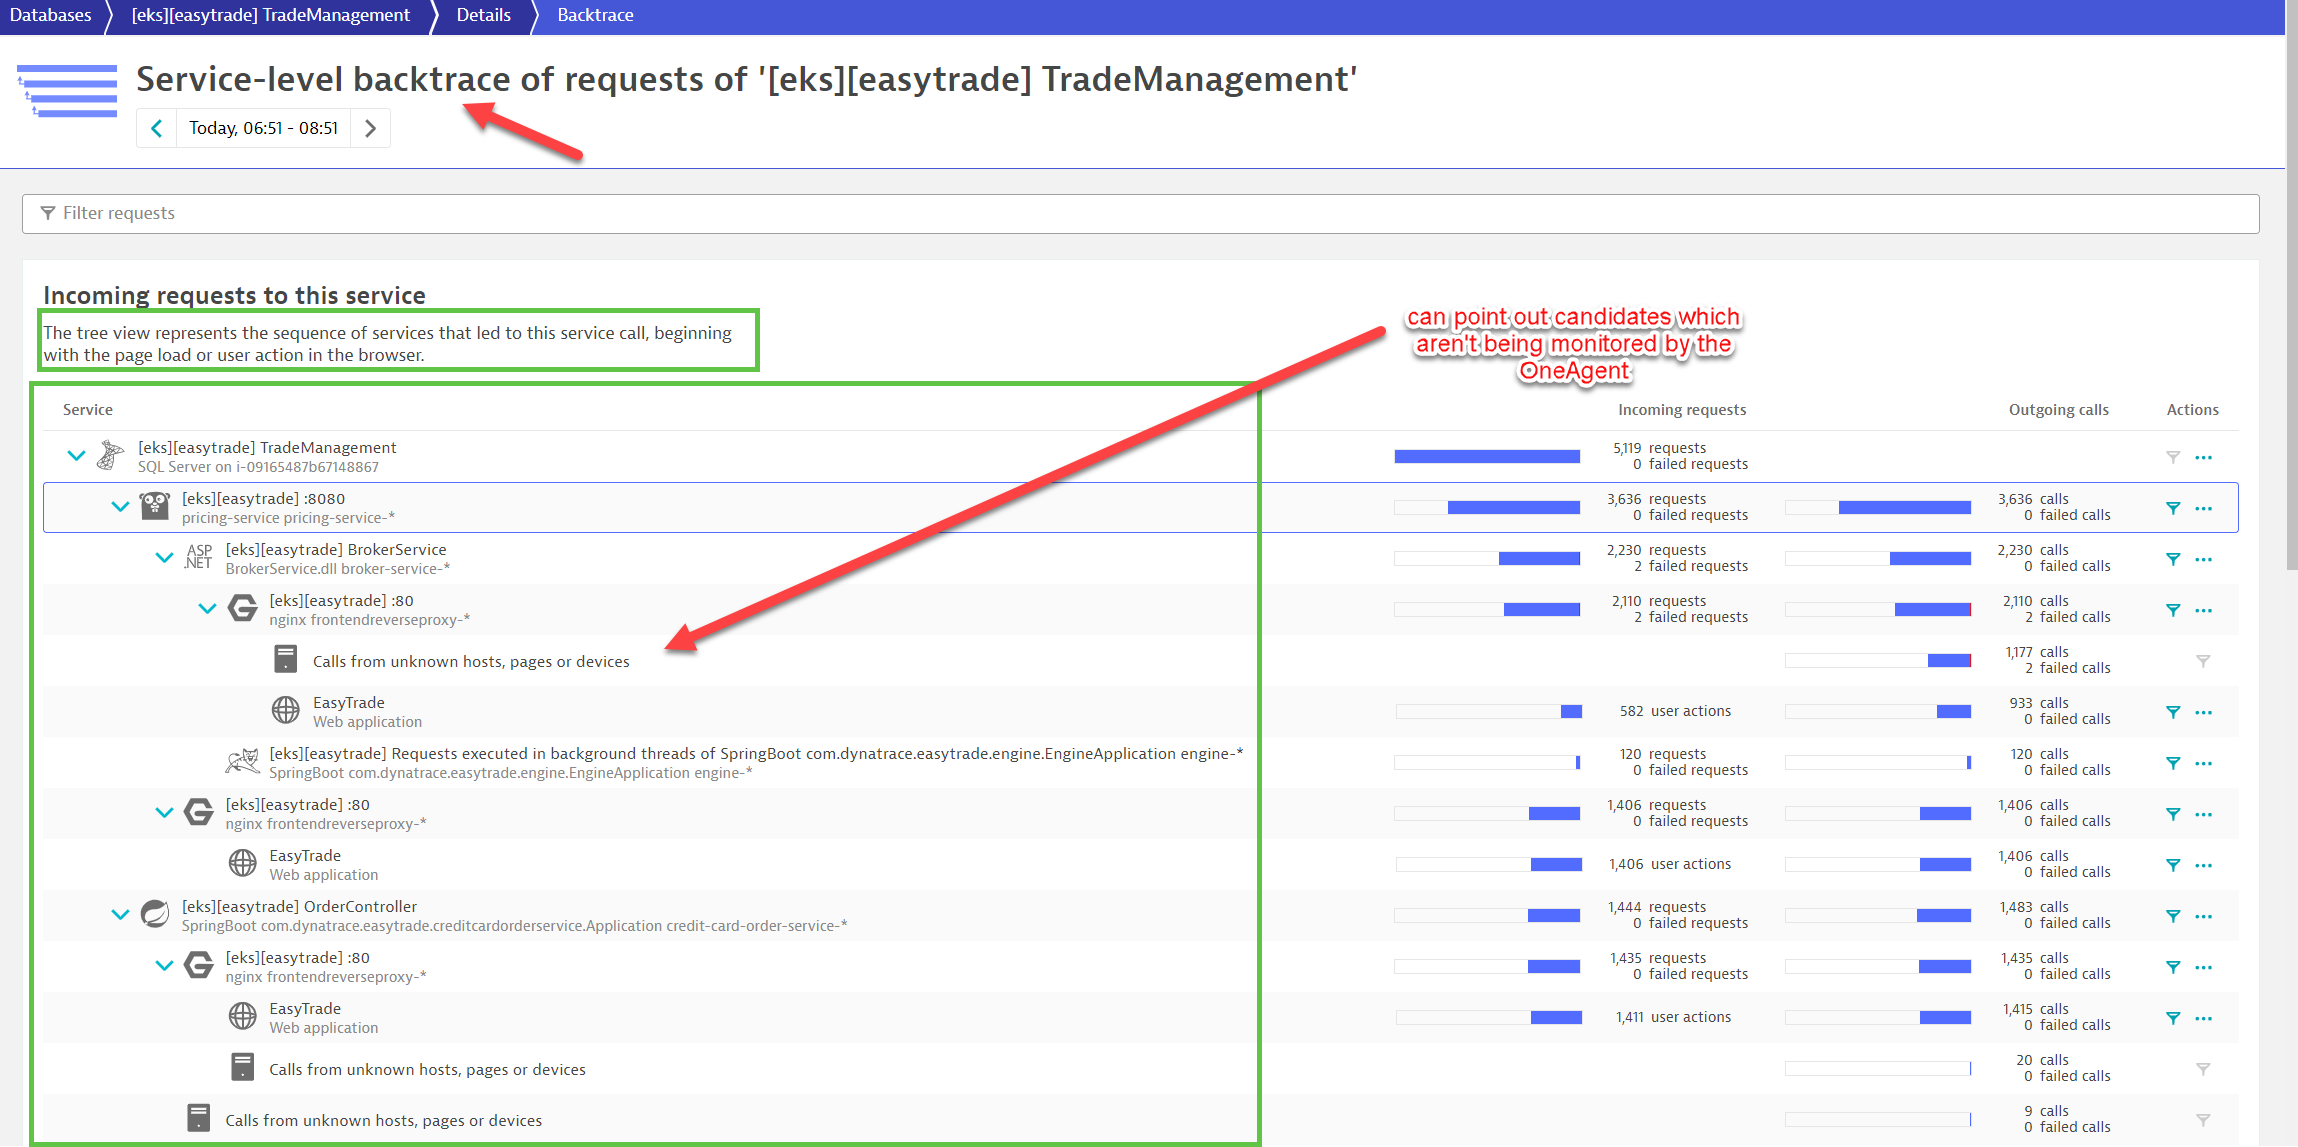 Databases
[eks][easytrade] TradeManagement
Details
Backtrace
Service-level backtrace of requests of '[eks][easytrade] TradeManagement'
Today, 06:51 - 08:51
Filter requests
Incoming requests to this service
The tree view represents the sequence of services that led to this service call, beginning
with the page load or user action in the browser.
can point out candidates which
aren't being monitored by the
OneAgent
Service
Incoming requests
Outgoing calls
Actions
[eks][easytrade] TradeManagement
SQL Server on i-09165487b67148867
5,119 requests
0 failed requests
[eks][easytrade] :8080
pricing-service pricing-service-*
3,636 requests
0 failed requests
3,636 calls
0 failed calls
ASP
.NET
[eks][easytrade] BrokerService
BrokerService.dll broker-service-*
2,230 requests
2 failed requests
2,230 calls
0 failed calls
[eks][easytrade] :80
nginx frontendreverseproxy-*
2,110 requests
2 failed requests
2,110 calls
2 failed calls
Calls from unknown hosts, pages or devices
1,177 calls
2 failed calls
EasyTrade
Web application
582 user actions
933 calls
0 failed calls
[eks][easytrade] Requests executed in background threads of SpringBoot com.dynatrace.easytrade.engine.EngineApplication engine-*
SpringBoot com.dynatrace.easytrade.engine.EngineApplication engine-*
120 requests
0 failed requests
120 calls
0 failed calls
[eks][easytrade] :80
nginx frontendreverseproxy-*
1,406 requests
0 failed requests
1,406 calls
0 failed calls
EasyTrade
Web application
1,406 user actions
1,406 calls
0 failed calls
[eks][easytrade] OrderController
SpringBoot com.dynatrace.easytrade.creditcardorderservice.Application credit-card-order-service-*
1,444 requests
0 failed requests
1,483 calls
0 failed calls
[eks][easytrade] :80
nginx frontendreverseproxy-*
1,435 requests
0 failed requests
1,435 calls
0 failed calls
EasyTrade
Web application
1,411 user actions
1,415 calls
0 failed calls
Calls from unknown hosts, pages or devices
20 calls
0 failed calls
Calls from unknown hosts, pages or devices
9 calls
0 failed calls